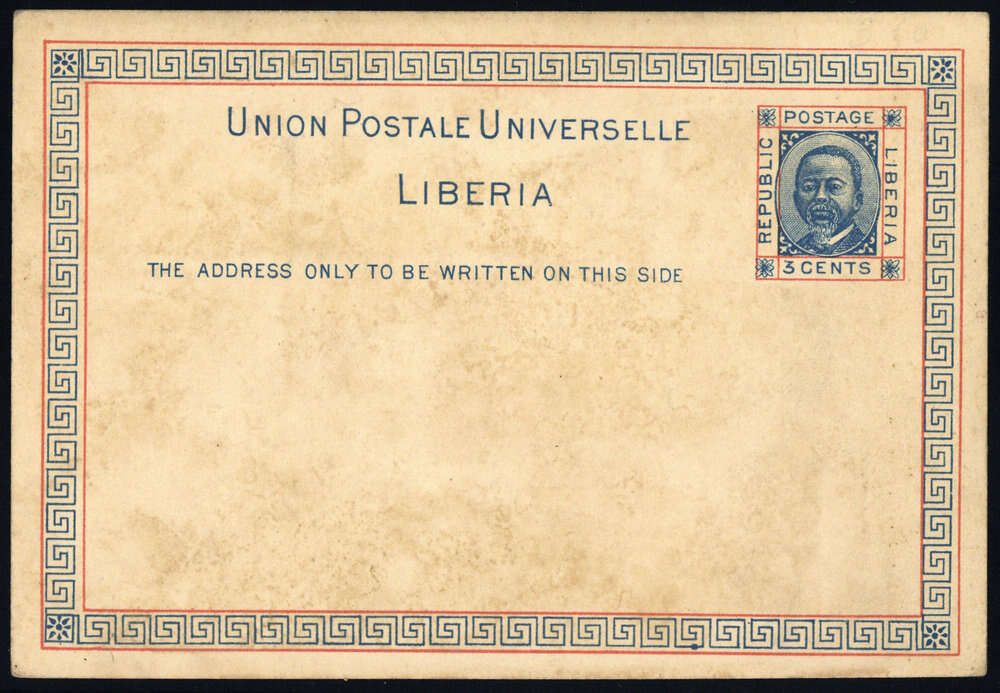 UNION POSTALE UNIVERSELLE
LIBERIA
THE ADDRESS ONLY TO BE WRITTEN ON THIS SIDE
POSTAGE
REPUBLIC
LIBERIA
3 CENTS